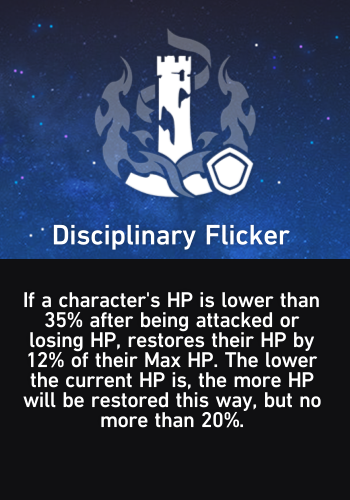 Disciplinary Flicker
If a character's HP is lower than
35% after being attacked or
losing HP, restores their HP by
12% of their Max HP. The lower
the current HP is, the more HP
will be restored this way, but no
more than 20%.